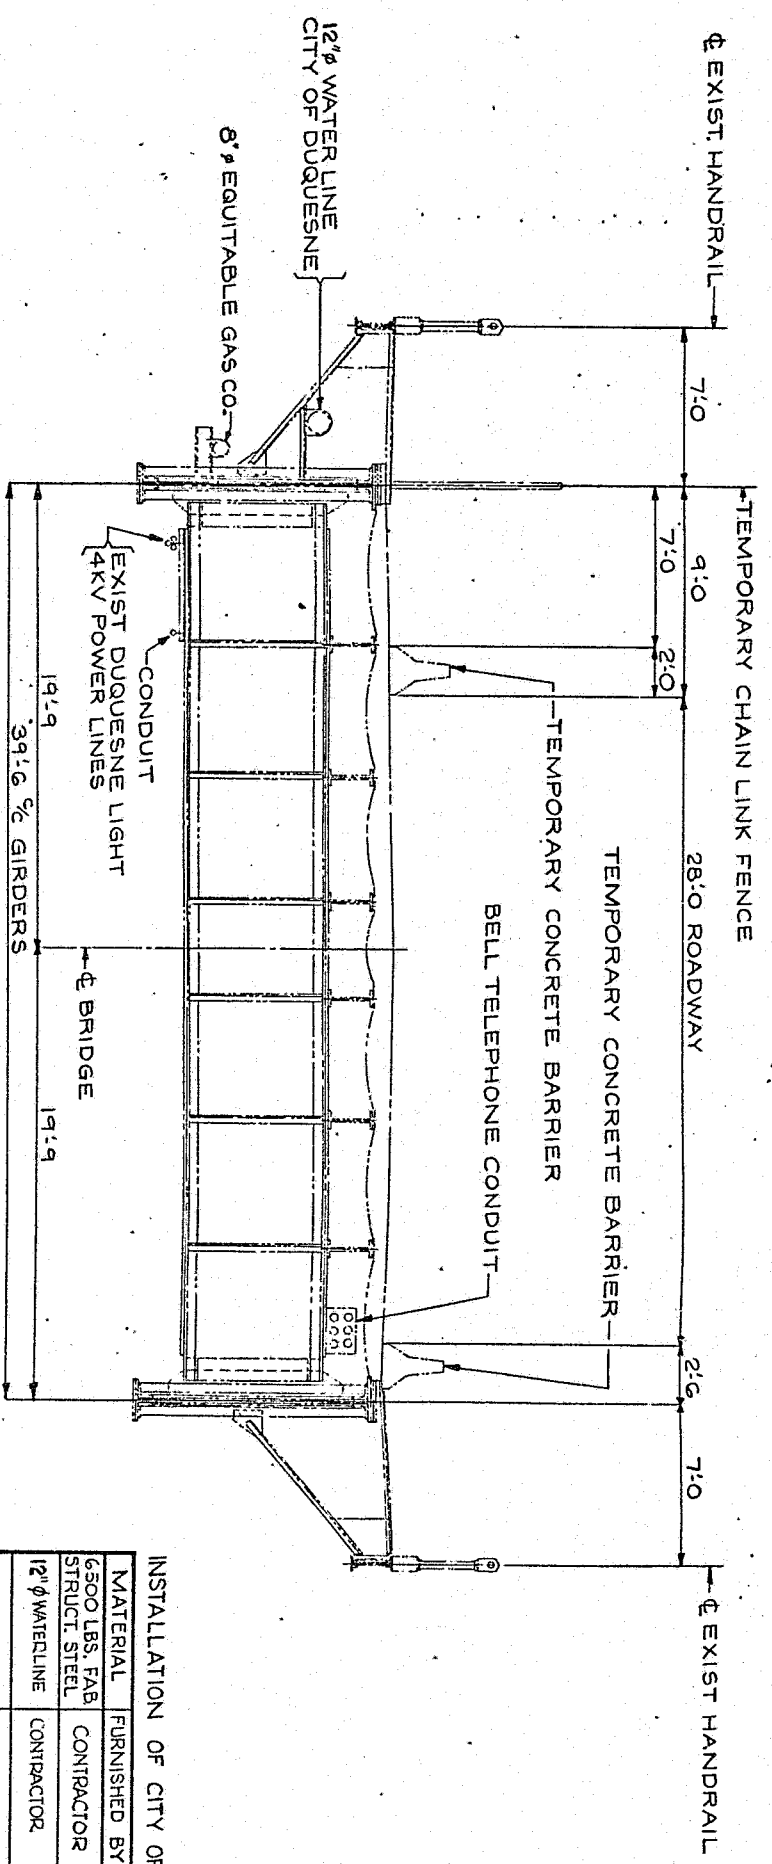 ℄ EXIST. HANDRAIL
7'-0
TEMPORARY CHAIN LINK FENCE
9'-0
7'-0
2'-0
28'-0 ROADWAY
2'-6
7'-0
℄ EXIST HANDRAIL
12"ø WATER LINE
CITY OF DUQUESNE
8"ø EQUITABLE GAS CO.
TEMPORARY CONCRETE BARRIER
TEMPORARY CONCRETE BARRIER
BELL TELEPHONE CONDUIT
CONDUIT
EXIST DUQUESNE LIGHT
4KV POWER LINES
℄ BRIDGE
19'-9
19'-9
39'-6 c/c GIRDERS
INSTALLATION OF CITY OF
MATERIAL FURNISHED BY
6500 LBS. FAB. STRUCT. STEEL CONTRACTOR
12"ø WATERLINE CONTRACTOR